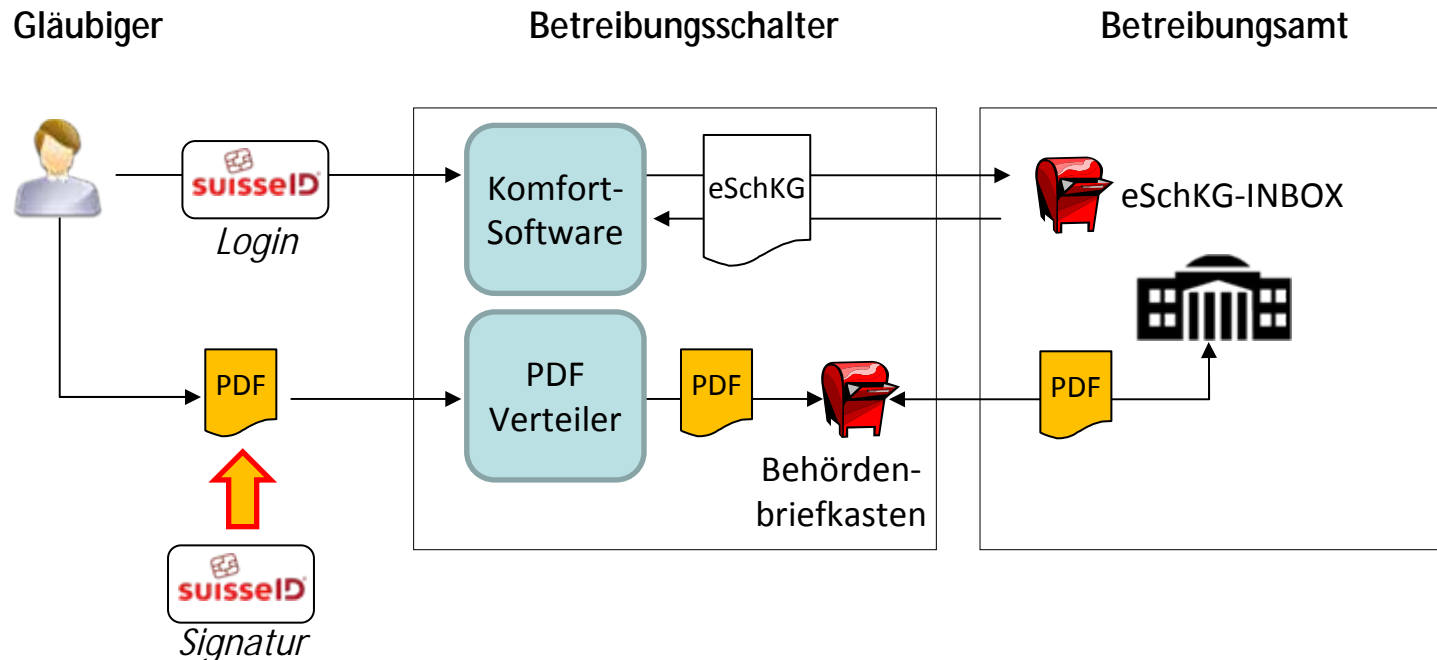 Gläubiger
Betreibungsschalter
Betreibungsamt
suisseID
Login
Komfort-
Software
eSchKG
eSchKG-INBOX
PDF
PDF
Verteiler
PDF
Behörden-
briefkasten
PDF
suisseID
Signatur